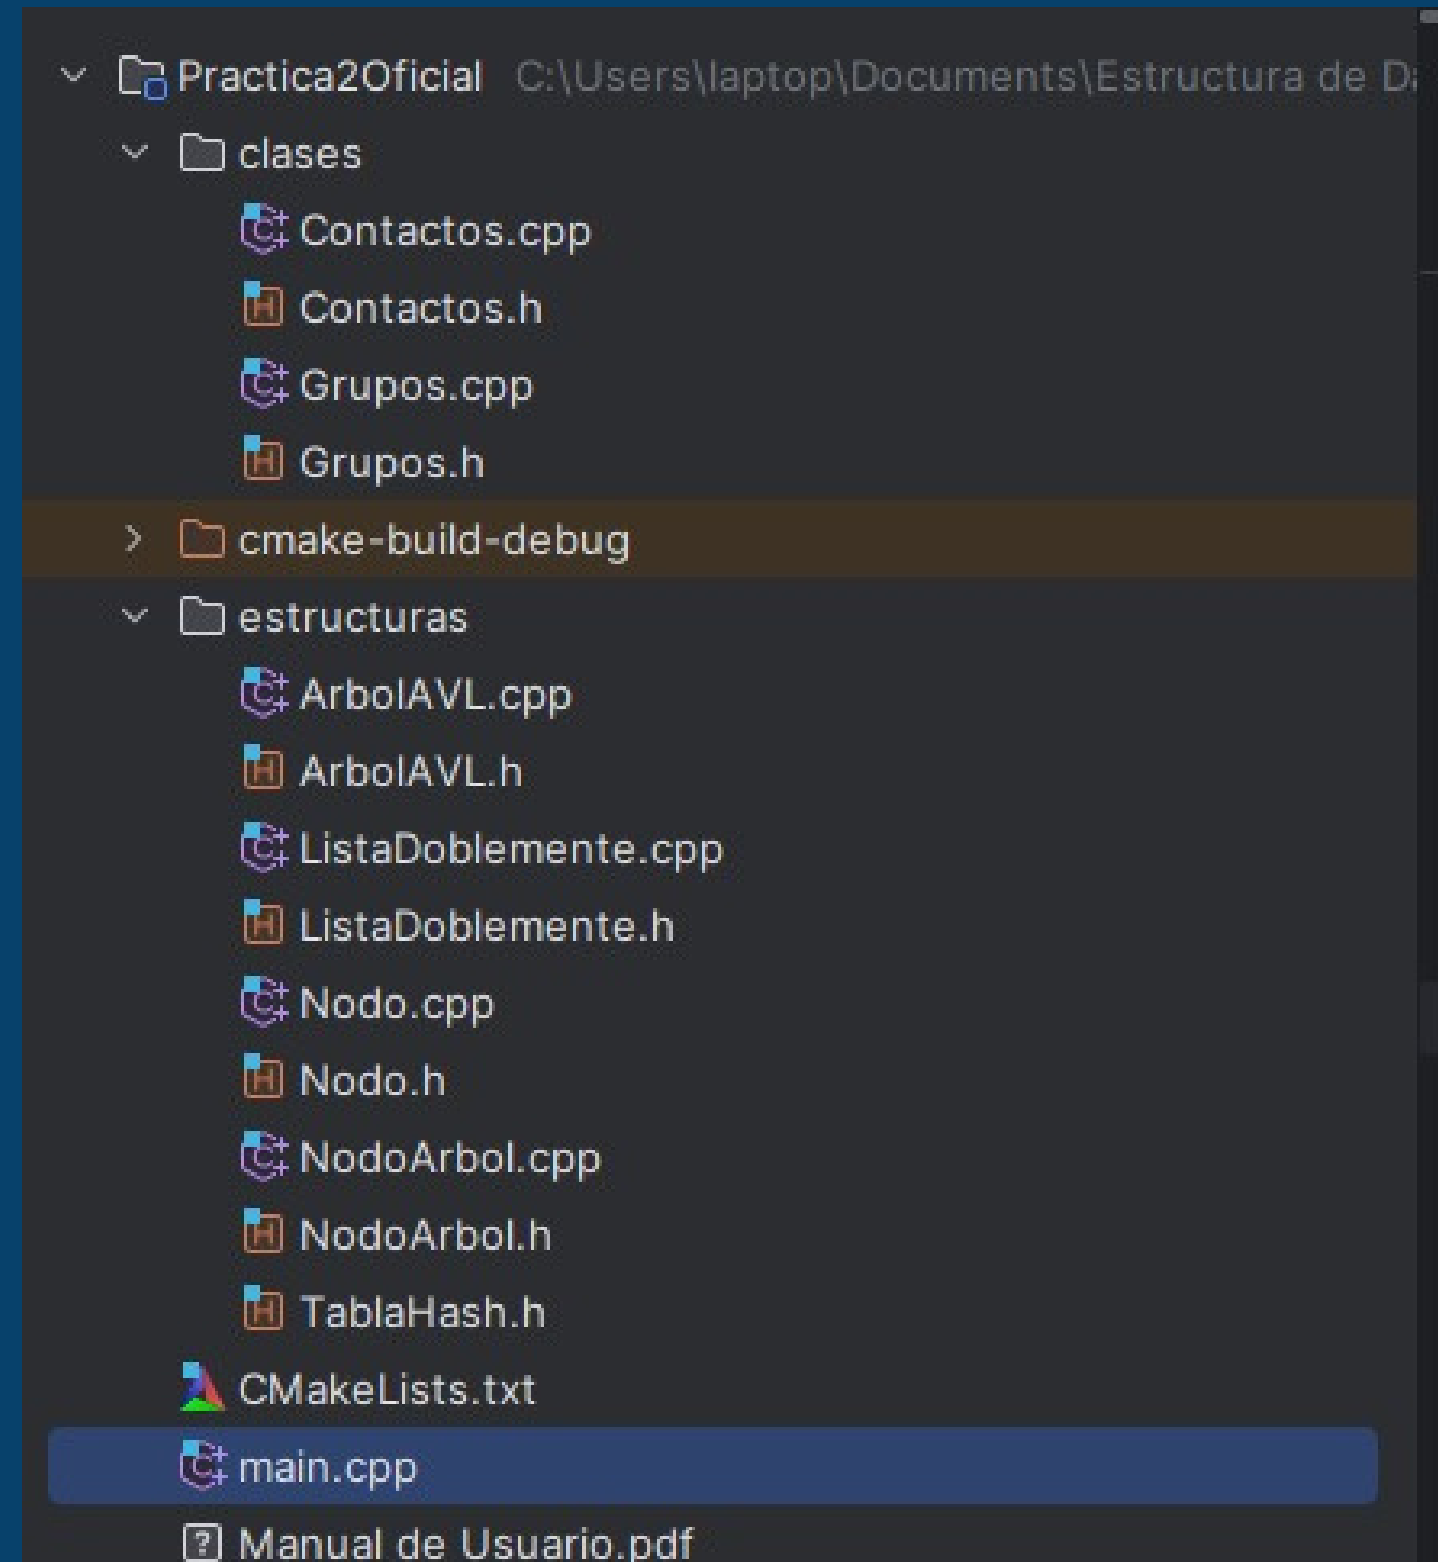 Practica2Oficial C:\Users\laptop\Documents\Estructura de
clases
Contactos.cpp
Contactos.h
Grupos.cpp
Grupos.h
cmake-build-debug
estructuras
ArbolAVL.cpp
ArbolAVL.h
ListaDoblemente.cpp
ListaDoblemente.h
Nodo.cpp
Nodo.h
NodoArbol.cpp
NodoArbol.h
TablaHash.h
CMakeLists.txt
main.cpp
Manual de Usuario.pdf